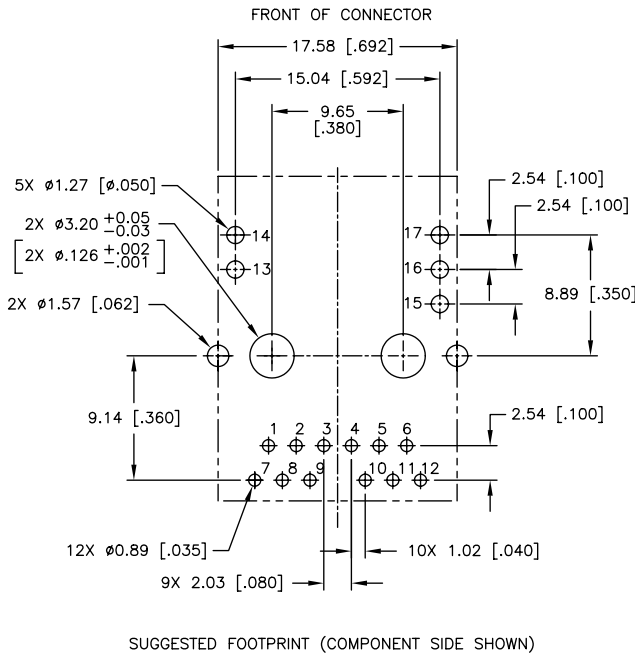 FRONT OF CONNECTOR
17.58 [.692]
15.04 [.592]
9.65
[.380]
5X ø1.27 [ø.050]
2.54 [.100]
2.54 [.100]
2X ø3.20 +0.05 -0.03
[2X ø.126 +.002 -.001]
14
17
13
16
8.89 [.350]
2X ø1.57 [.062]
15
9.14 [.360]
2.54 [.100]
1 2 3 4 5 6
7 8 9 10 11 12
12X ø0.89 [.035]
10X 1.02 [.040]
9X 2.03 [.080]
SUGGESTED FOOTPRINT (COMPONENT SIDE SHOWN)